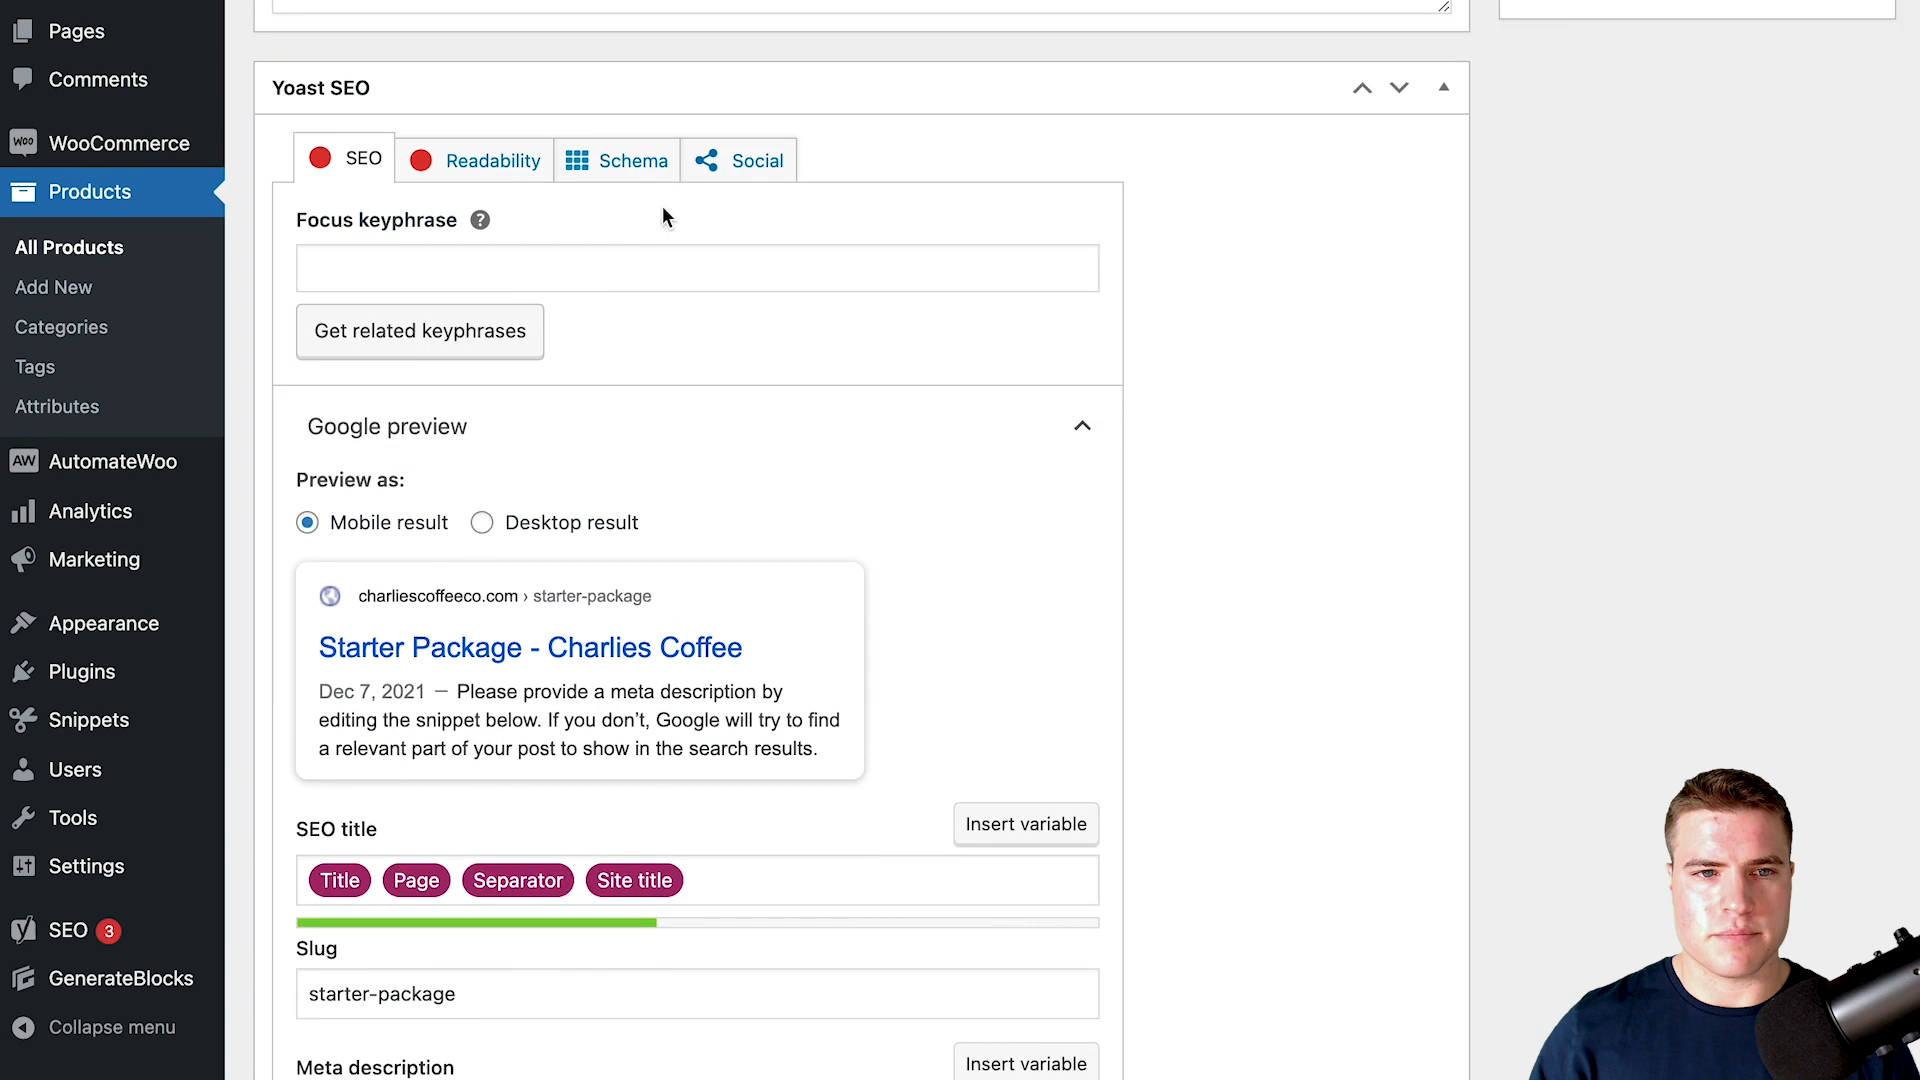 Pages
Comments
Woo WooCommerce
Products
All Products
Add New
Categories
Tags
Attributes
AW AutomateWoo
Analytics
Marketing
Appearance
Plugins
Snippets
Users
Tools
Settings
SEO 3
GenerateBlocks
Collapse menu
Yoast SEO
SEO Readability Schema Social
Focus keyphrase ?
Get related keyphrases
Google preview
Preview as:
Mobile result Desktop result
charliescoffeeco.com › starter-package
Starter Package - Charlies Coffee
Dec 7, 2021 – Please provide a meta description by
editing the snippet below. If you don’t, Google will try to find
a relevant part of your post to show in the search results.
SEO title Insert variable
Title Page Separator Site title
Slug
starter-package
Meta description Insert variable